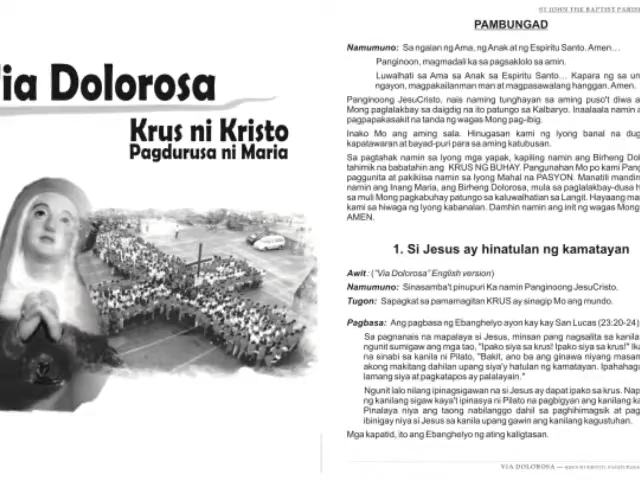 Via Dolorosa
Krus ni Kristo
Pagdurusa ni Maria
ST JOHN THE BAPTIST PARISH
PAMBUNGAD
Namumuno: Sa ngalan ng Ama, ng Anak at ng Espiritu Santo. Amen…
Panginoon, magmadali ka sa pagsaklolo sa amin.
Luwalhati sa Ama sa Anak sa Espiritu Santo… Kapara ng sa
ngayon, magpakailanman man at magpasawalang hanggan. Amen.
Panginoong JesuCristo, nais naming tunghayan sa aming puso't diwa
Mong paglalakbay sa daigdig na ito patungo sa Kalbaryo. Inaalaala namin
pagpapakasakit na tanda ng wagas Mong pag-ibig.
Inako Mo ang aming sala. Hinugasan kami ng Iyong banal na
kapatawaran at bayad-puri para sa aming katubusan.
Sa pagtahak namin sa Iyong mga yapak, kapiling namin ang Birheng
tahimik na babatahin ang KRUS NG BUHAY. Pangunahan Mo po kami
paggunita at pakikiisa namin sa Iyong Mahal na PASYON. Manatili
namin ang Inang Maria, ang Birheng Dolorosa, mula sa paglalakbay-dusa
sa muli Mong pagkabuhay patungo sa kaluwalhatian sa Langit. Hayaang
kami sa hiwaga ng Iyong kabanalan. Damhin namin ang init ng wagas Mong
AMEN.
1. Si Jesus ay hinatulan ng kamatayan
Awit: ("Via Dolorosa" English version)
Namumuno: Sinasamba't pinupuri Ka namin Panginoong JesuCristo.
Tugon: Sapagkat sa pamamagitan KRUS ay sinagip Mo ang mundo.
Pagbasa: Ang pagbasa ng Ebanghelyo ayon kay kay San Lucas (23:20-24)
Sa pagnanais na mapalaya si Jesus, minsan pang nagsalita sa kanila
ngunit sumigaw ang mga tao, "Ipako siya sa krus! Ipako siya sa krus!"
na sinabi sa kanila ni Pilato, "Bakit, ano ba ang ginawa niyang
akong makitang dahilan upang siya'y hatulan ng kamatayan.
lamang siya at pagkatapos ay palalayain."
Ngunit lalo nilang ipinagsigawan na si Jesus ay dapat ipako sa krus.
ng kanilang sigaw kaya't ipinasya ni Pilato na pagbigyan ang kanilang
Pinalaya niya ang taong nabilanggo dahil sa paghihimagsik at
ibinigay niya si Jesus sa kanila upang gawin ang kanilang kagustuhan.
Mga kapatid, ito ang Ebanghelyo ng ating kaligtasan.
VIA DOLOROSA —